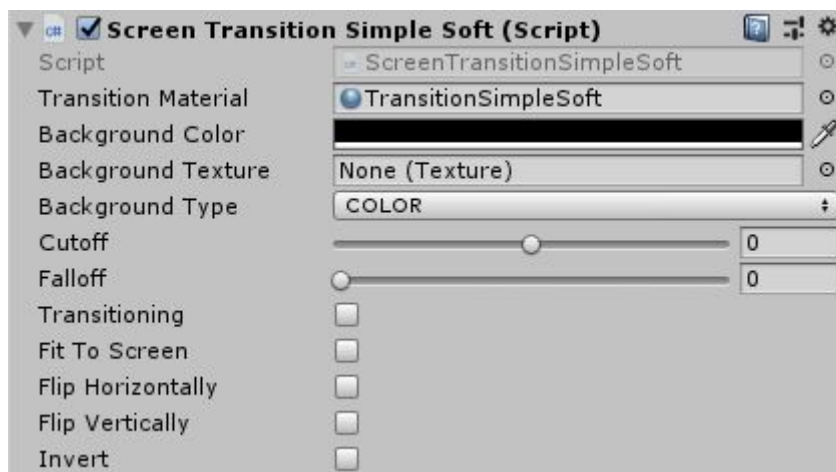 Screen Transition Simple Soft (Script)
Script ScreenTransitionSimpleSoft
Transition Material TransitionSimpleSoft
Background Color
Background Texture None (Texture)
Background Type COLOR
Cutoff 0
Falloff 0
Transitioning
Fit To Screen
Flip Horizontally
Flip Vertically
Invert